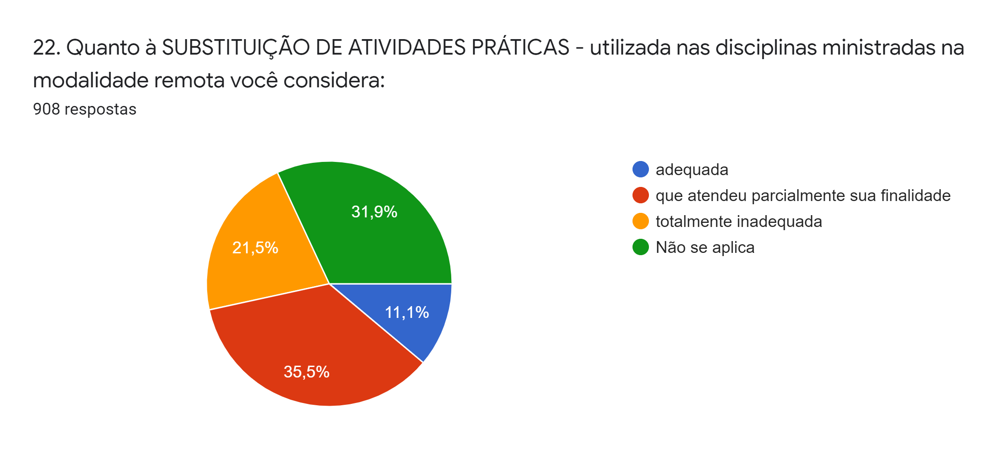 22. Quanto à SUBSTITUIÇÃO DE ATIVIDADES PRÁTICAS - utilizada nas disciplinas ministradas na
modalidade remota você considera:
908 respostas
adequada
que atendeu parcialmente sua finalidade
totalmente inadequada
Não se aplica
31,9%
21,5%
11,1%
35,5%